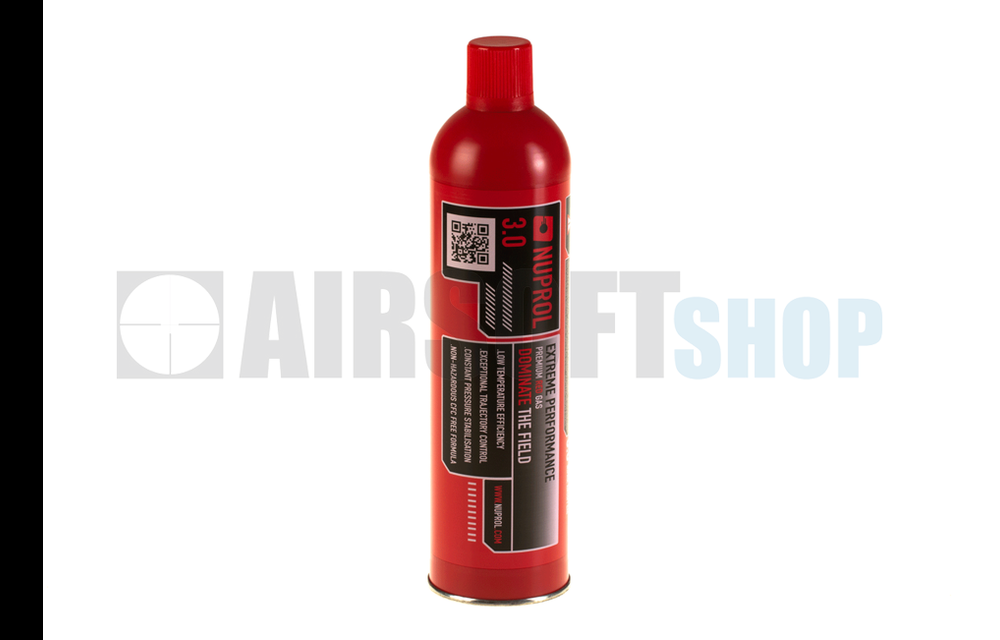 NUPROL
3.0
EXTREME PERFORMANCE
PREMIUM RED GAS
DOMINATE THE FIELD
.LOW TEMPERATURE EFFICIENCY
.EXCEPTIONAL TRAJECTORY CONTROL
.CONSTANT PRESSURE STABILISATION
.NON-HAZARDOUS CFC FREE FORMULA
WWW.NUPROL.COM
AIRSOFTSHOP